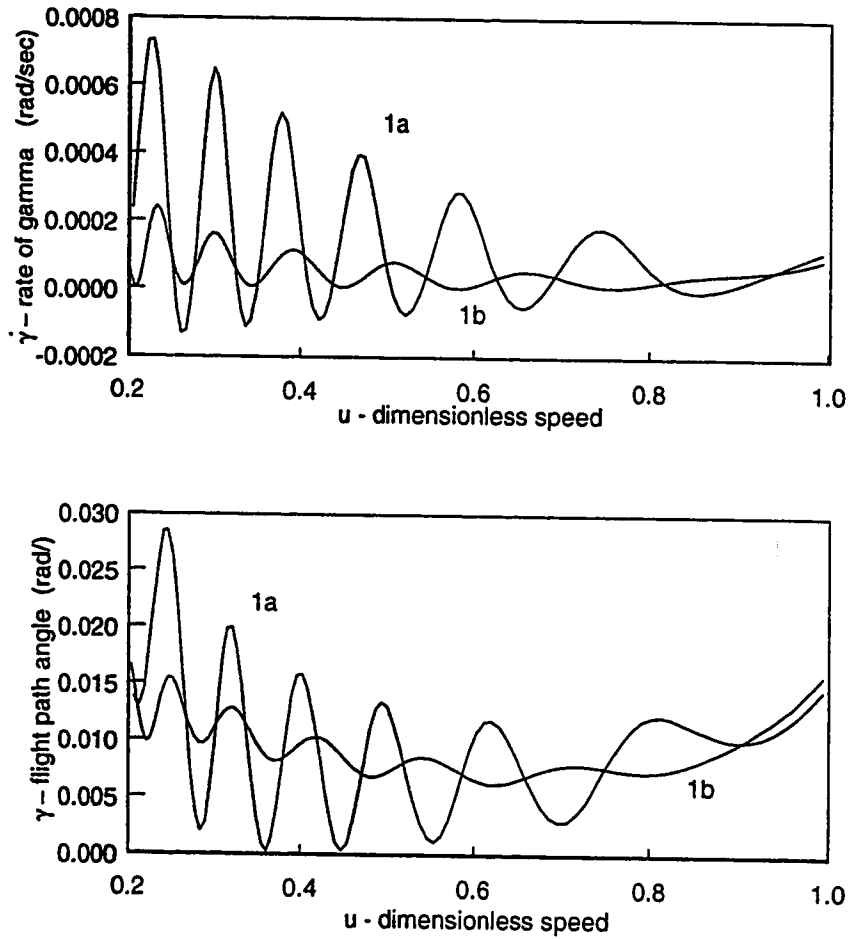 0.0008
0.0006
0.0004
0.0002
0.0000
-0.0002
γ̇ – rate of gamma (rad/sec)
1a
1b
0.2 0.4 0.6 0.8 1.0
u - dimensionless speed
0.030
0.025
0.020
0.015
0.010
0.005
0.000
γ – flight path angle (rad/)
1a
1b
0.2 0.4 0.6 0.8 1.0
u - dimensionless speed